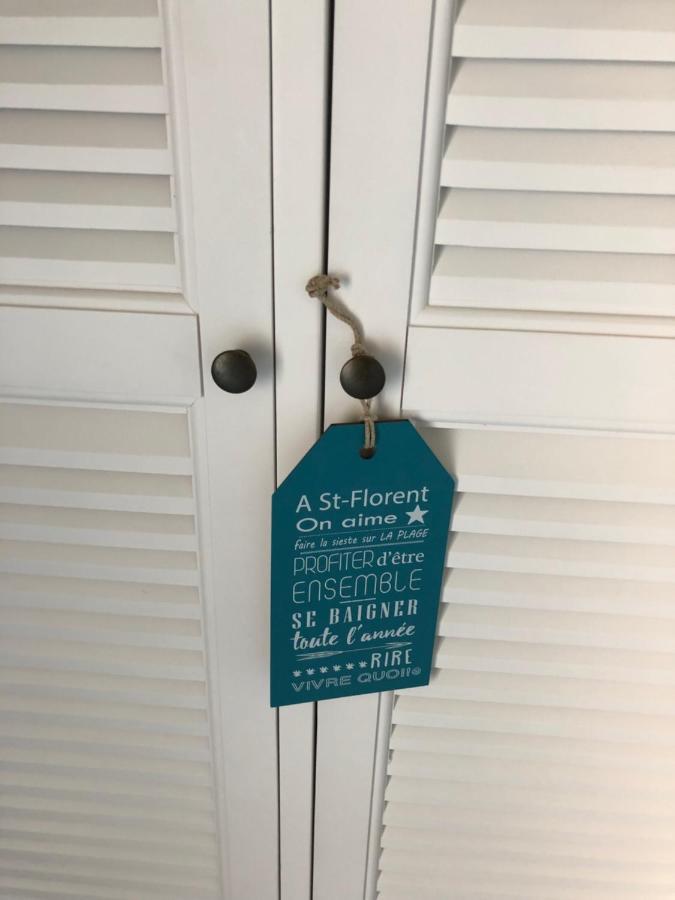 A St-Florent
On aime
faire la sieste sur LA PLAGE
PROFITER d'être
ENSEMBLE
SE BAIGNER
toute l'année
RIRE
VIVRE QUOI!